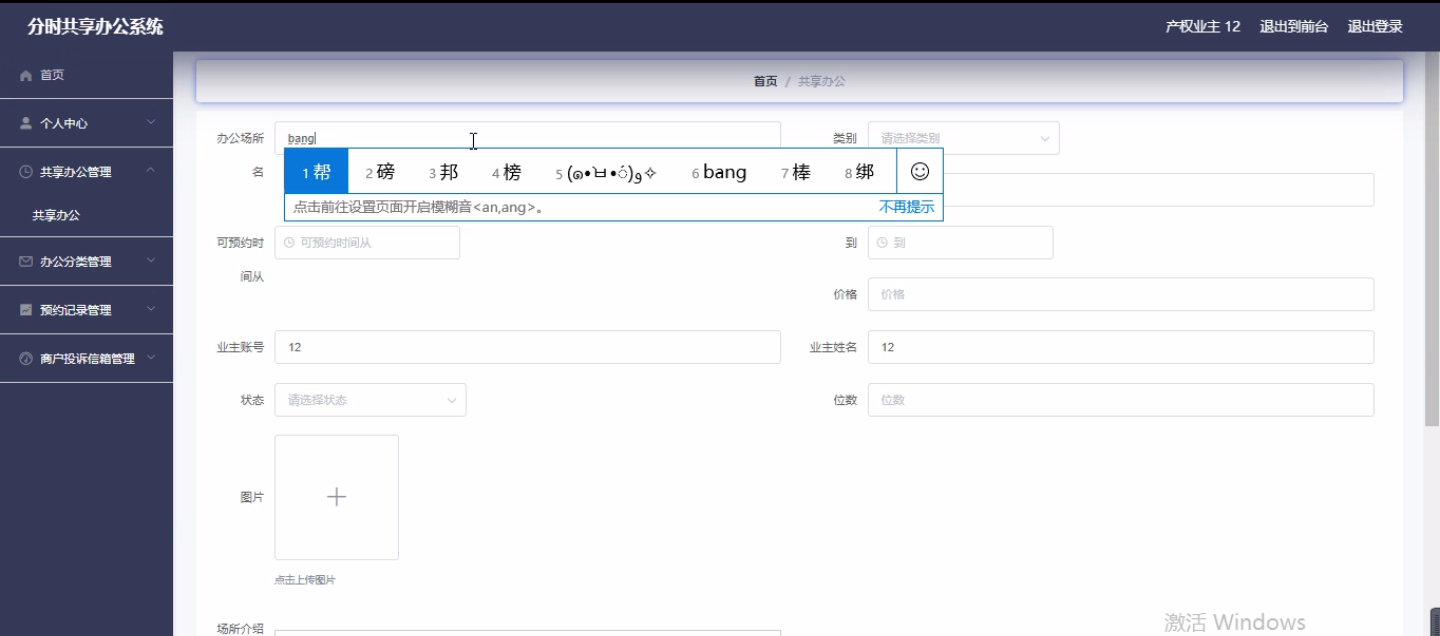 分时共享办公系统
产权业主 12 退出到前台 退出登录
首页
个人中心
共享办公管理
共享办公
办公分类管理
预约记录管理
商户投诉信箱管理
首页 / 共享办公
办公场所 bang
名
类别 请选择类别
1 帮 2 磅 3 邦 4 榜 6 bang 7 棒 8 绑
点击前往设置页面开启模糊音<an,ang>。 不再提示
可预约时 可预约时间从
间从
到 到
价格 价格
业主账号 12
业主姓名 12
状态 请选择状态
位数 位数
图片
点击上传图片
场所介绍
激活 Windows